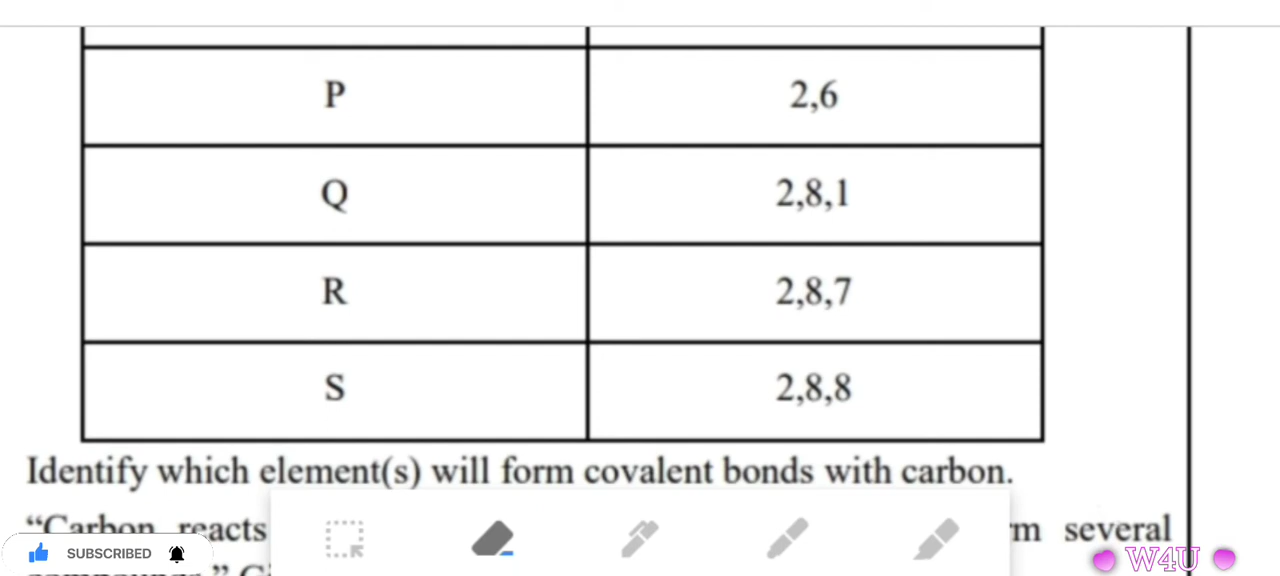 P 2,6
Q 2,8,1
R 2,8,7
S 2,8,8
Identify which element(s) will form covalent bonds with carbon.
“Carbon reacts m several
SUBSCRIBED
W4U